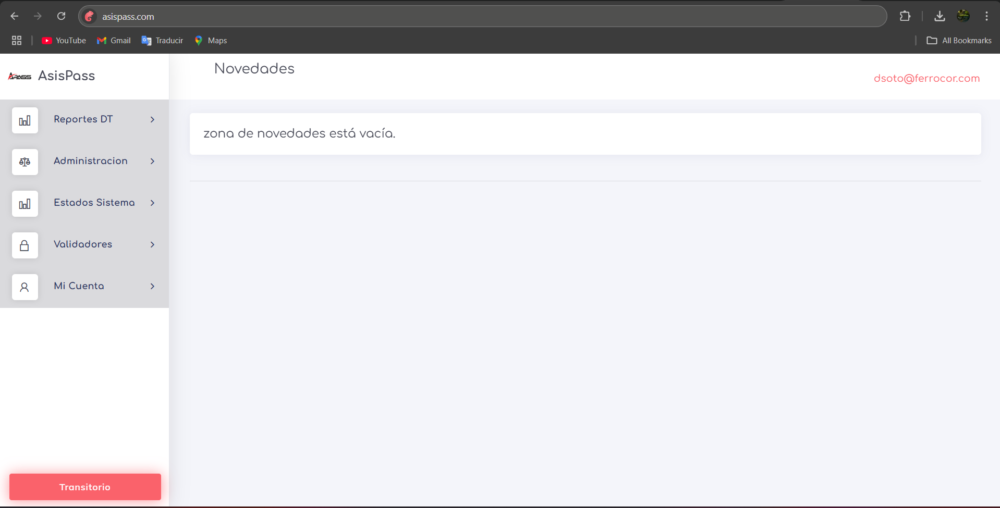 asispass.com
YouTube
Gmail
Traducir
Maps
All Bookmarks
APASS
AsisPass
Novedades
dsoto@ferrocor.com
Reportes DT
Administracion
Estados Sistema
Validadores
Mi Cuenta
zona de novedades está vacía.
Transitorio